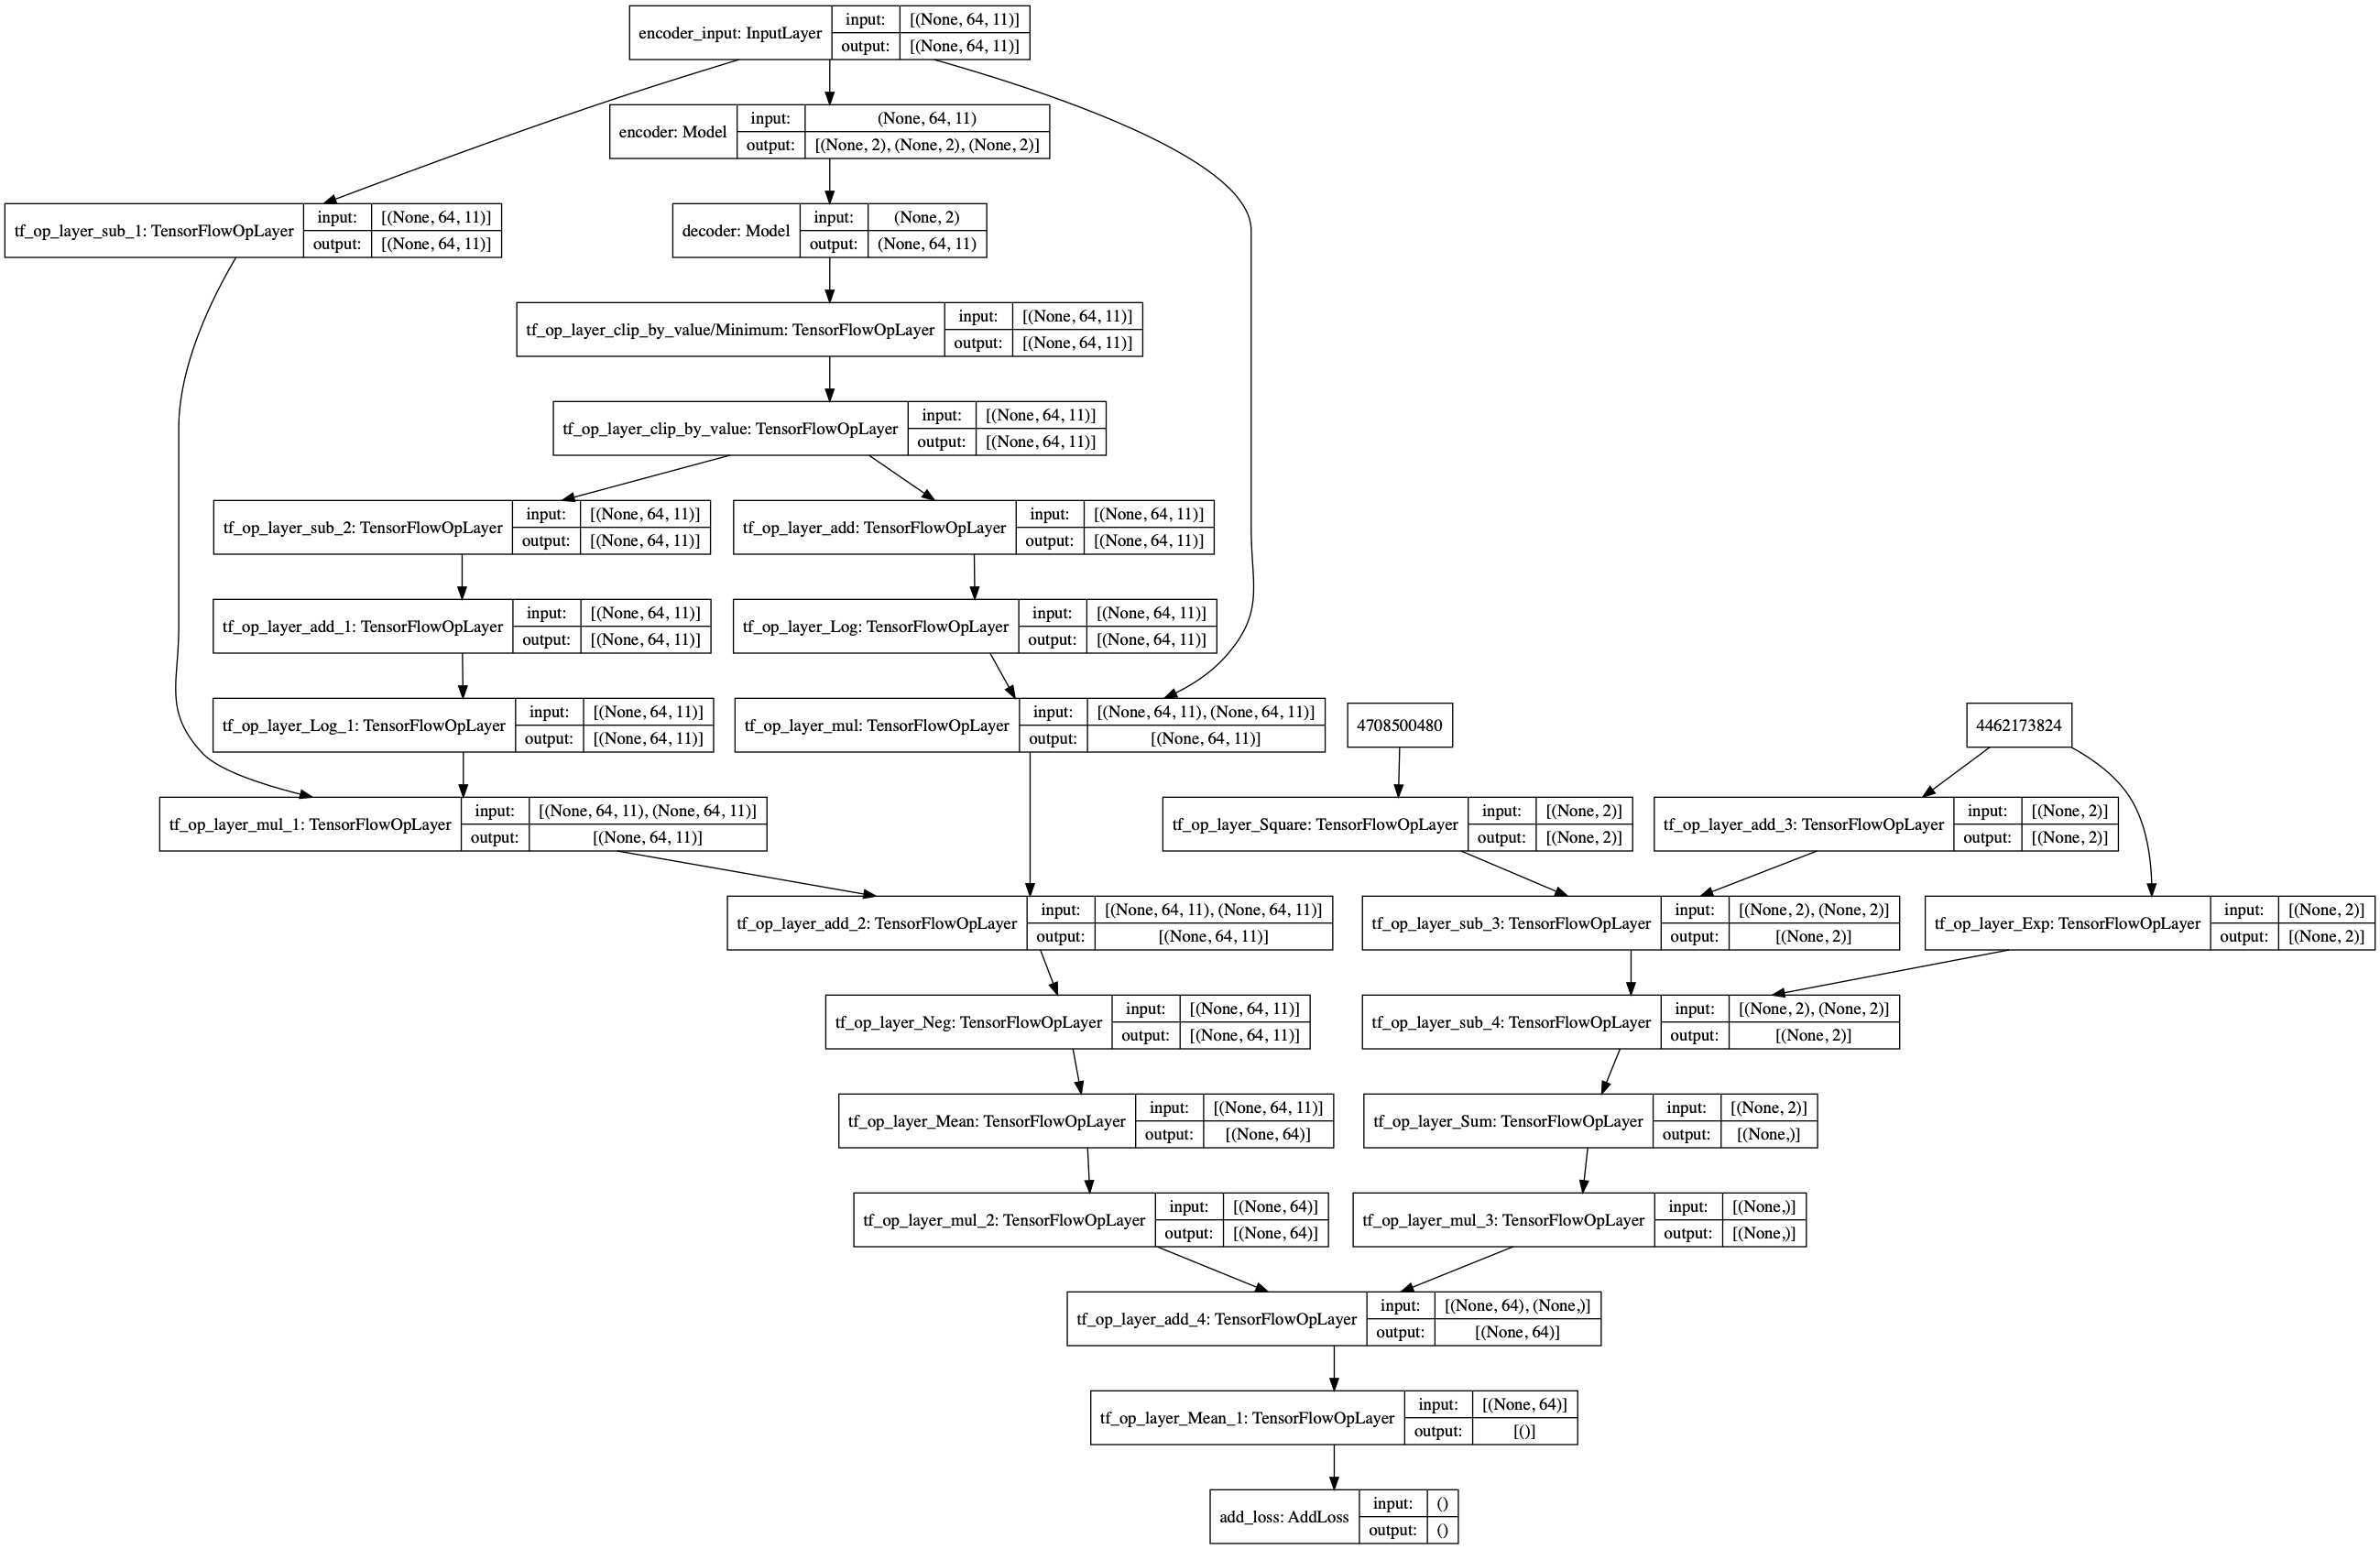 encoder_input: InputLayer
input: [(None, 64, 11)]
output: [(None, 64, 11)]
encoder: Model
input: (None, 64, 11)
output: [(None, 2), (None, 2), (None, 2)]
tf_op_layer_sub_1: TensorFlowOpLayer
input: [(None, 64, 11)]
output: [(None, 64, 11)]
decoder: Model
input: (None, 2)
output: (None, 64, 11)
tf_op_layer_clip_by_value/Minimum: TensorFlowOpLayer
input: [(None, 64, 11)]
output: [(None, 64, 11)]
tf_op_layer_clip_by_value: TensorFlowOpLayer
input: [(None, 64, 11)]
output: [(None, 64, 11)]
tf_op_layer_sub_2: TensorFlowOpLayer
input: [(None, 64, 11)]
output: [(None, 64, 11)]
tf_op_layer_add: TensorFlowOpLayer
input: [(None, 64, 11)]
output: [(None, 64, 11)]
tf_op_layer_add_1: TensorFlowOpLayer
input: [(None, 64, 11)]
output: [(None, 64, 11)]
tf_op_layer_Log: TensorFlowOpLayer
input: [(None, 64, 11)]
output: [(None, 64, 11)]
tf_op_layer_Log_1: TensorFlowOpLayer
input: [(None, 64, 11)]
output: [(None, 64, 11)]
tf_op_layer_mul: TensorFlowOpLayer
input: [(None, 64, 11), (None, 64, 11)]
output: [(None, 64, 11)]
4708500480
4462173824
tf_op_layer_mul_1: TensorFlowOpLayer
input: [(None, 64, 11), (None, 64, 11)]
output: [(None, 64, 11)]
tf_op_layer_Square: TensorFlowOpLayer
input: [(None, 2)]
output: [(None, 2)]
tf_op_layer_add_3: TensorFlowOpLayer
input: [(None, 2)]
output: [(None, 2)]
tf_op_layer_add_2: TensorFlowOpLayer
input: [(None, 64, 11), (None, 64, 11)]
output: [(None, 64, 11)]
tf_op_layer_sub_3: TensorFlowOpLayer
input: [(None, 2), (None, 2)]
output: [(None, 2)]
tf_op_layer_Exp: TensorFlowOpLayer
input: [(None, 2)]
output: [(None, 2)]
tf_op_layer_Neg: TensorFlowOpLayer
input: [(None, 64, 11)]
output: [(None, 64, 11)]
tf_op_layer_sub_4: TensorFlowOpLayer
input: [(None, 2), (None, 2)]
output: [(None, 2)]
tf_op_layer_Mean: TensorFlowOpLayer
input: [(None, 64, 11)]
output: [(None, 64)]
tf_op_layer_Sum: TensorFlowOpLayer
input: [(None, 2)]
output: [(None,)]
tf_op_layer_mul_2: TensorFlowOpLayer
input: [(None, 64)]
output: [(None, 64)]
tf_op_layer_mul_3: TensorFlowOpLayer
input: [(None,)]
output: [(None,)]
tf_op_layer_add_4: TensorFlowOpLayer
input: [(None, 64), (None,)]
output: [(None, 64)]
tf_op_layer_Mean_1: TensorFlowOpLayer
input: [(None, 64)]
output: [()]
add_loss: AddLoss
input: ()
output: ()